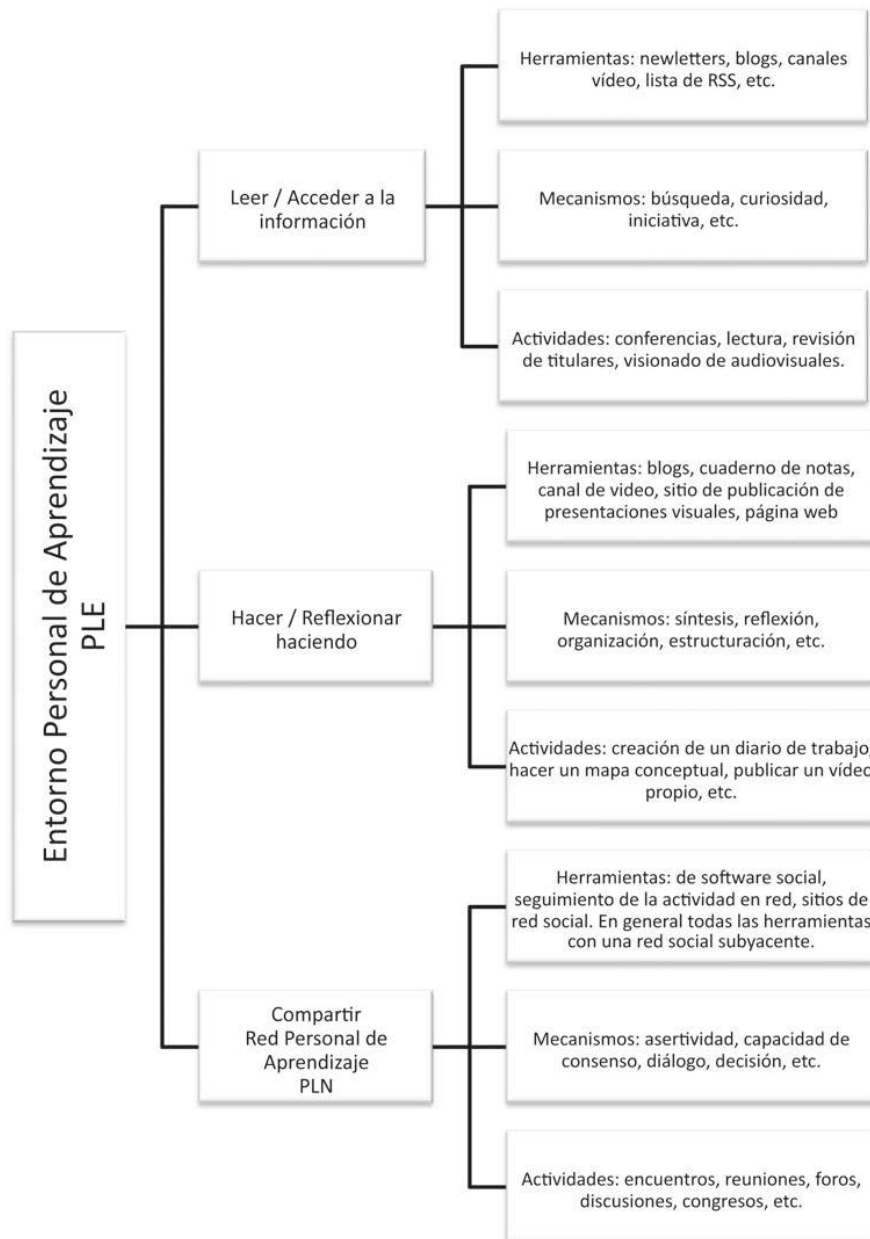 Entorno Personal de Aprendizaje
PLE
Leer / Acceder a la
información
Herramientas: newletters, blogs, canales
vídeo, lista de RSS, etc.
Mecanismos: búsqueda, curiosidad,
iniciativa, etc.
Actividades: conferencias, lectura, revisión
de titulares, visionado de audiovisuales.
Hacer / Reflexionar
haciendo
Herramientas: blogs, cuaderno de notas,
canal de video, sitio de publicación de
presentaciones visuales, página web
Mecanismos: síntesis, reflexión,
organización, estructuración, etc.
Actividades: creación de un diario de trabajo,
hacer un mapa conceptual, publicar un vídeo
propio, etc.
Compartir
Red Personal de
Aprendizaje
PLN
Herramientas: de software social,
seguimiento de la actividad en red, sitios de
red social. En general todas las herramientas
con una red social subyacente.
Mecanismos: asertividad, capacidad de
consenso, diálogo, decisión, etc.
Actividades: encuentros, reuniones, foros,
discusiones, congresos, etc.